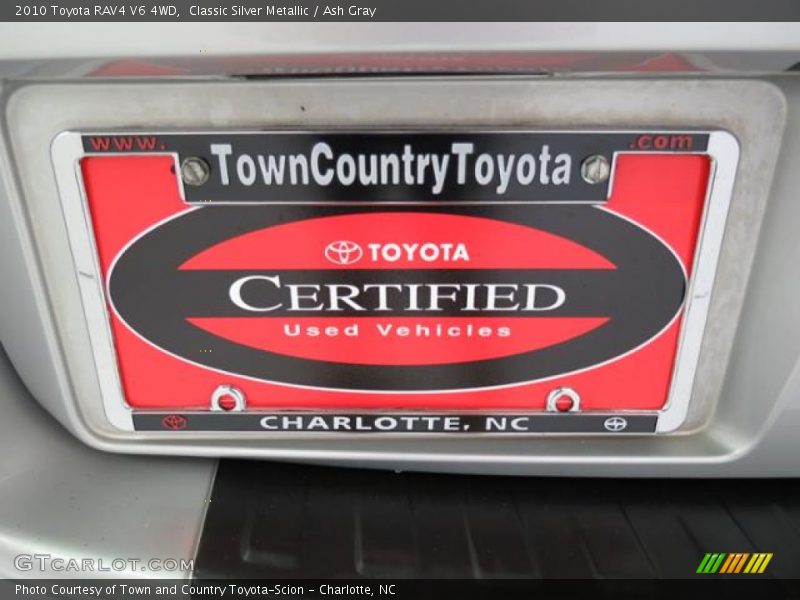 2010 Toyota RAV4 V6 4WD,  Classic Silver Metallic / Ash Gray
www. .com
TownCountryToyota
TOYOTA
CERTIFIED
Used Vehicles
CHARLOTTE, NC
GTCARLOT.COM
Photo Courtesy of Town and Country Toyota-Scion - Charlotte, NC